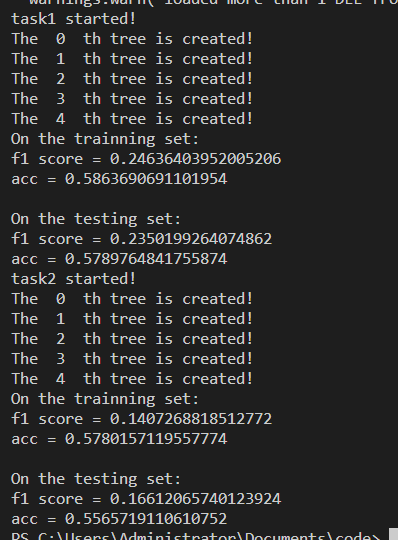 warnings.warn( loaded more than 1 DLL fro
task1 started!
The  0  th tree is created!
The  1  th tree is created!
The  2  th tree is created!
The  3  th tree is created!
The  4  th tree is created!
On the trainning set:
f1 score = 0.24636403952005206
acc = 0.5863690691101954
On the testing set:
f1 score = 0.2350199264074862
acc = 0.5789764841755874
task2 started!
The  0  th tree is created!
The  1  th tree is created!
The  2  th tree is created!
The  3  th tree is created!
The  4  th tree is created!
On the trainning set:
f1 score = 0.1407268818512772
acc = 0.5780157119557774
On the testing set:
f1 score = 0.16612065740123924
acc = 0.5565719110610752
PS C:\Users\Administrator\Documents\code>